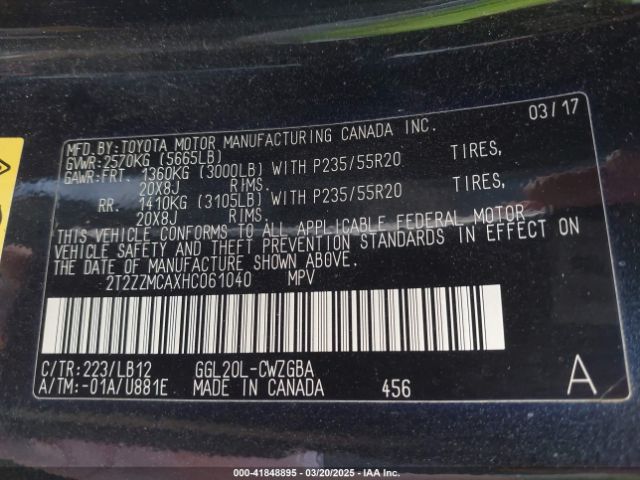 03/17
MFD.BY:TOYOTA MOTOR MANUFACTURING CANADA INC.
GVWR:2570KG (5665LB)
GAWR:FRT. 1360KG (3000LB) WITH P235/55R20 TIRES,
20X8J RIMS.
RR. 1410KG (3105LB) WITH P235/55R20 TIRES,
20X8J RIMS.
THIS VEHICLE CONFORMS TO ALL APPLICABLE FEDERAL MOTOR
VEHICLE SAFETY AND THEFT PREVENTION STANDARDS IN EFFECT ON
THE DATE OF MANUFACTURE SHOWN ABOVE.
2T2ZZMCAXHC061040 MPV
C/TR:223/LB12 GGL20L-CWZGBA
A/TM:-01A/U881E MADE IN CANADA 456 A
000-41848895 - 03/20/2025 - IAA Inc.